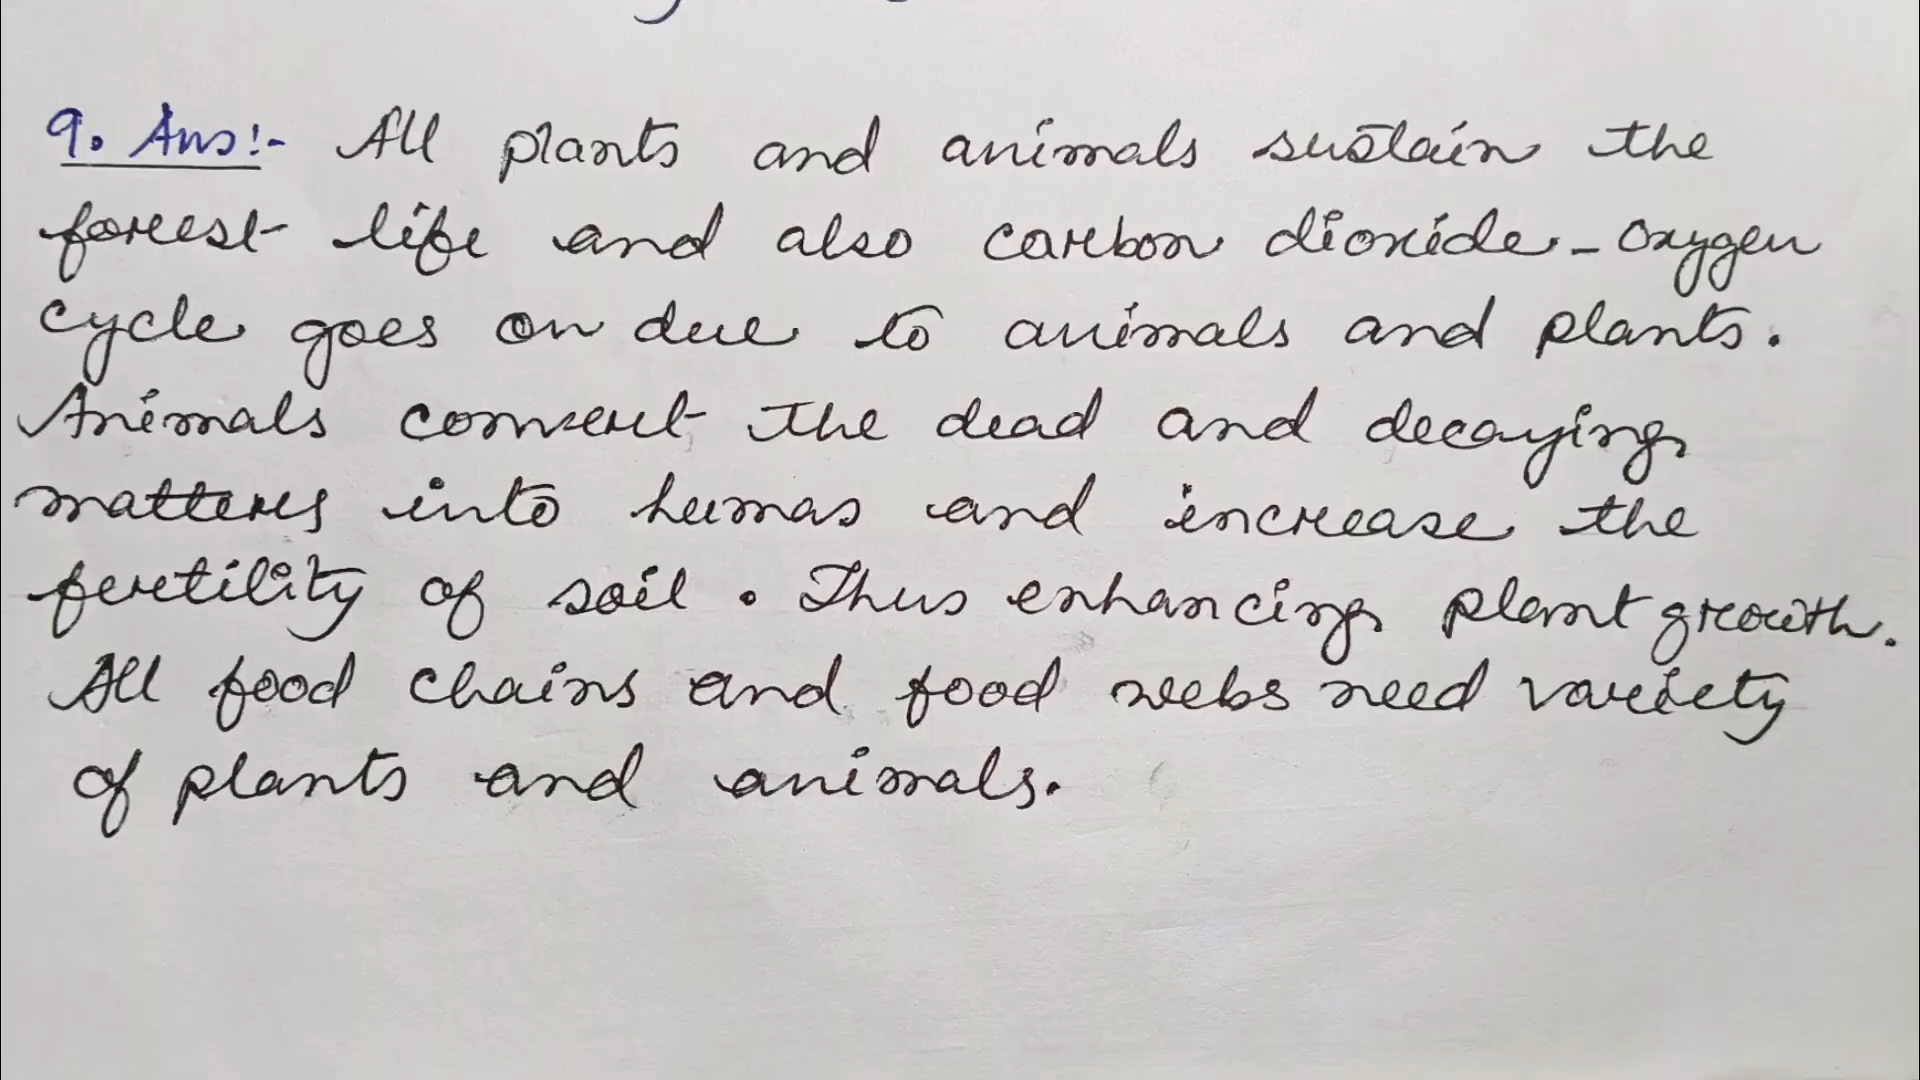 9. Ans:- All plants and animals sustain the
forest life and also carbon dioxide - oxygen
cycle goes on due to animals and plants.
Animals convert the dead and decaying
matters into humas and increase the
fertility of soil. Thus enhancing plant growth.
All food chains and food webs need variety
of plants and animals.